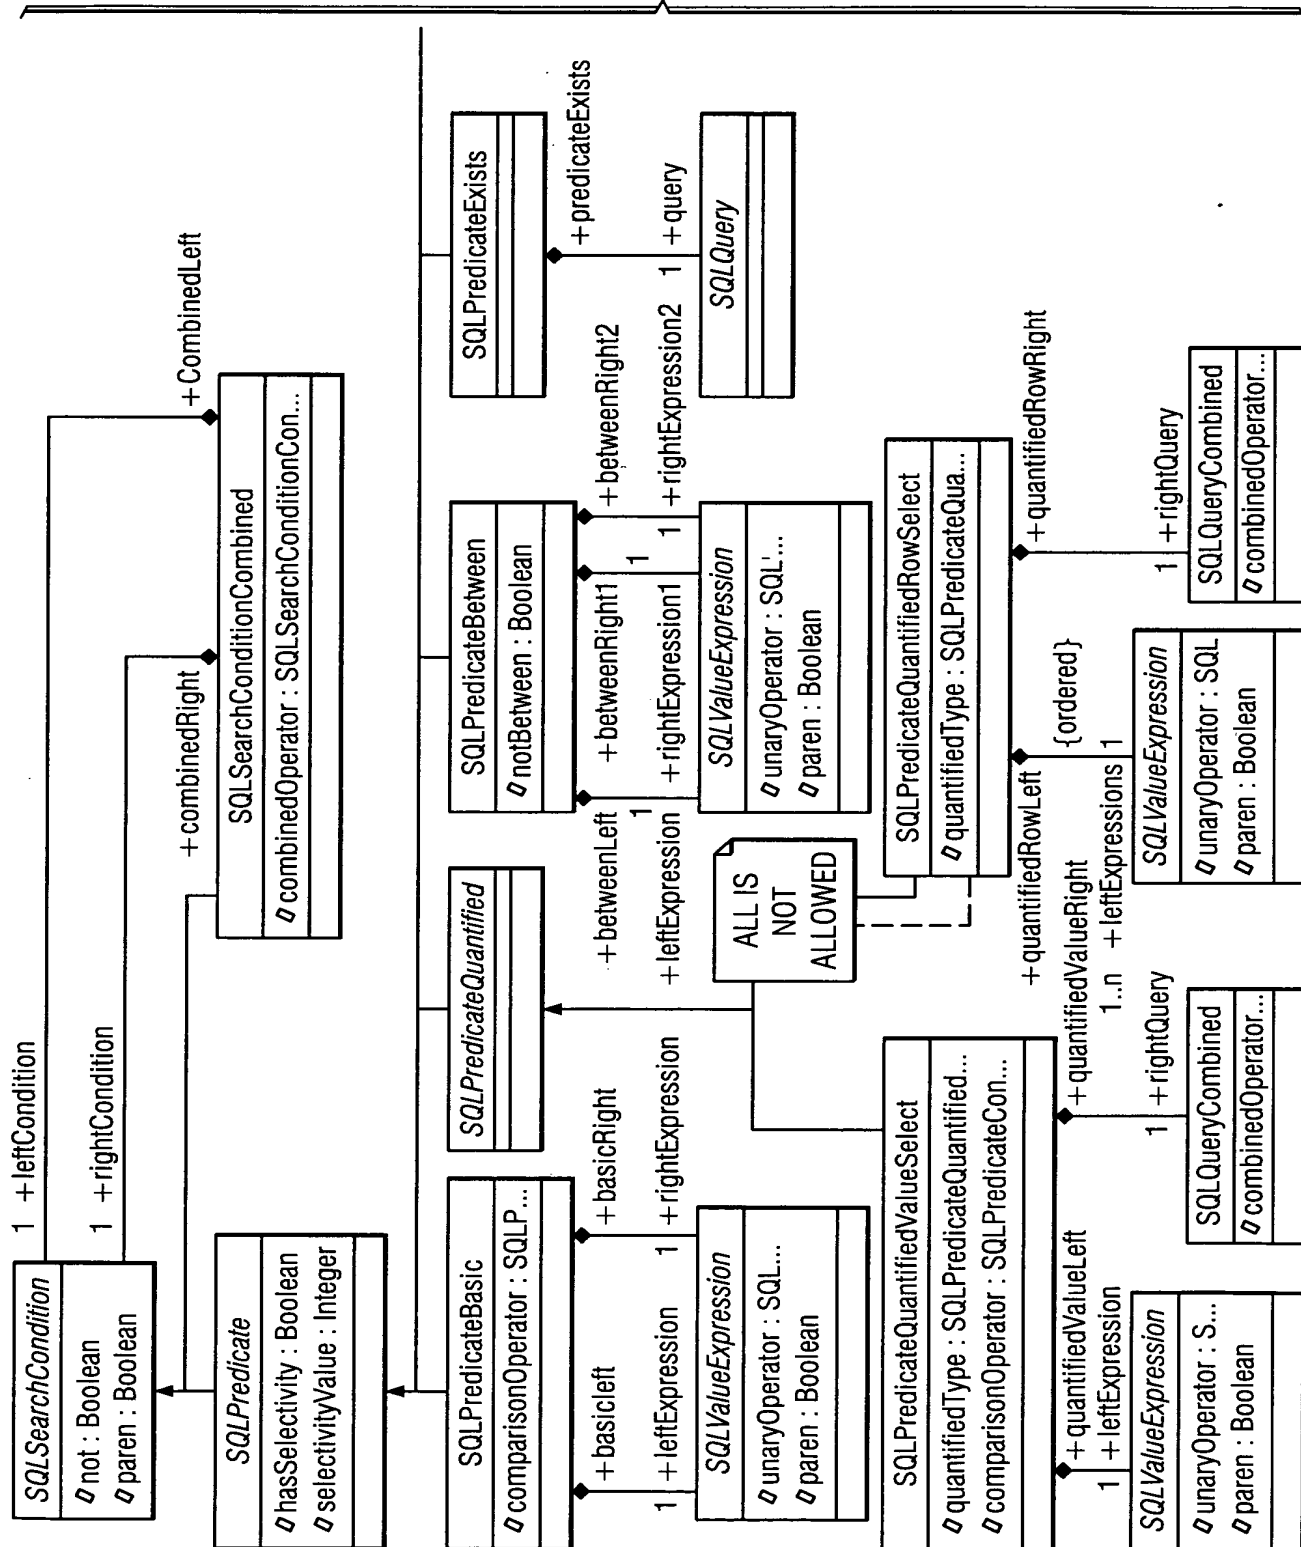 SQLSearchCondition
not : Boolean
paren : Boolean
1 +leftCondition
1 +rightCondition
+combinedRight
+CombinedLeft
SQLSearchConditionCombined
combinedOperator : SQLSearchConditionCon...
SQLPredicate
hasSelectivity : Boolean
selectivityValue : Integer
SQLPredicateBasic
comparisonOperator : SQLP...
SQLPredicateQuantified
SQLPredicateBetween
notBetween : Boolean
SQLPredicateExists
+basicleft
+basicRight
+betweenLeft
+betweenRight1
+betweenRight2
+predicateExists
1 +leftExpression
1 +rightExpression
+leftExpression
1
+rightExpression1
1
1 +rightExpression2
1 +query
SQLValueExpression
unaryOperator : SQL...
paren : Boolean
SQLValueExpression
unaryOperator : SQL'...
paren : Boolean
SQLQuery
ALL IS
NOT
ALLOWED
SQLPredicateQuantifiedValueSelect
quantifiedType : SQLPredicateQuantified...
comparisonOperator : SQLPredicateCon...
SQLPredicateQuantifiedRowSelect
quantifiedType : SQLPredicateQua...
+quantifiedValueLeft
+quantifiedValueRight
+quantifiedRowLeft
{ordered}
+quantifiedRowRight
1 +leftExpression
1 +rightQuery
1..n +leftExpressions 1
1 +rightQuery
SQLValueExpression
unaryOperator : S...
paren : Boolean
SQLQueryCombined
combinedOperator...
SQLValueExpression
unaryOperator : SQL
paren : Boolean
SQLQueryCombined
combinedOperator...